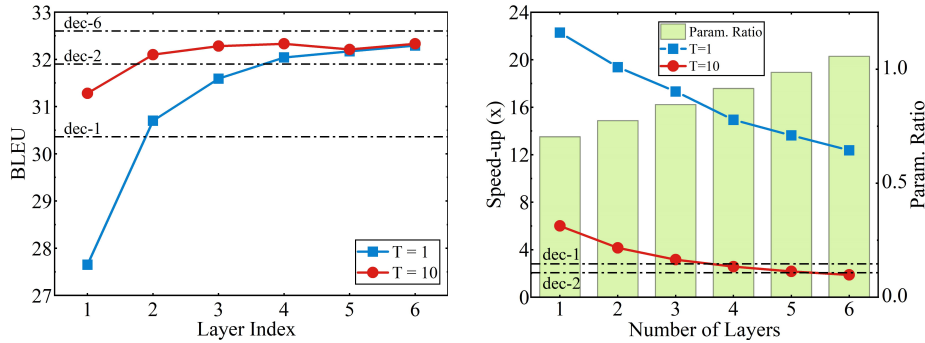 33
32
31
30
29
28
27
BLEU
dec-6
dec-2
dec-1
T = 1
T = 10
1 2 3 4 5 6
Layer Index
24
20
16
12
8
4
0
Speed-up (x)
Param. Ratio
T=1
T=10
dec-1
dec-2
1.0
0.5
0.0
Param. Ratio
1 2 3 4 5 6
Number of Layers